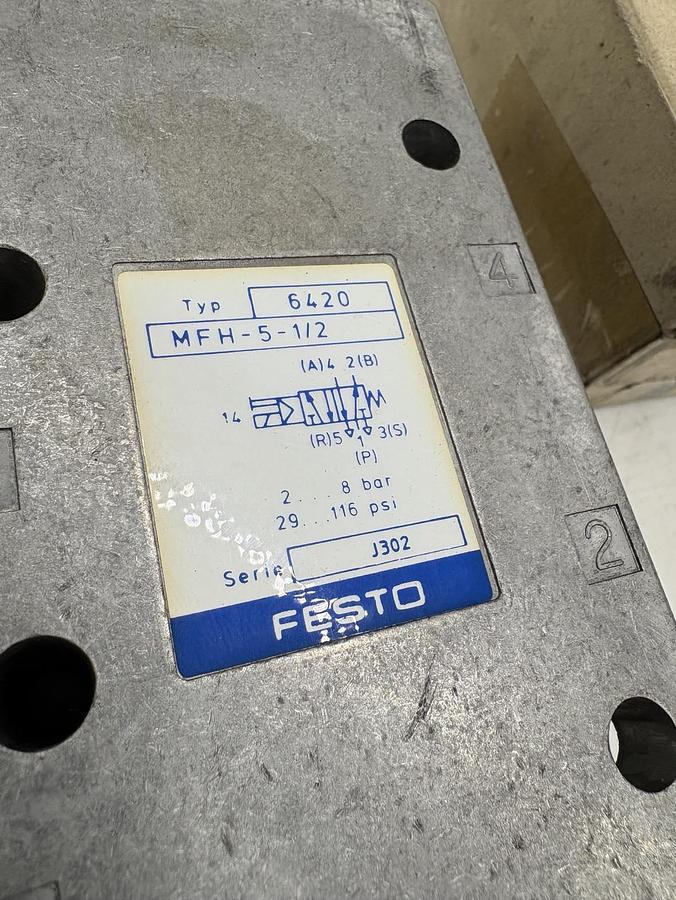 4
Typ 6420
MFH-5-1/2
(A)4 2(B)
14
(R)5 1 3(S)
(P)
2....8 bar
29...116 psi
2
Serie J302
FESTO